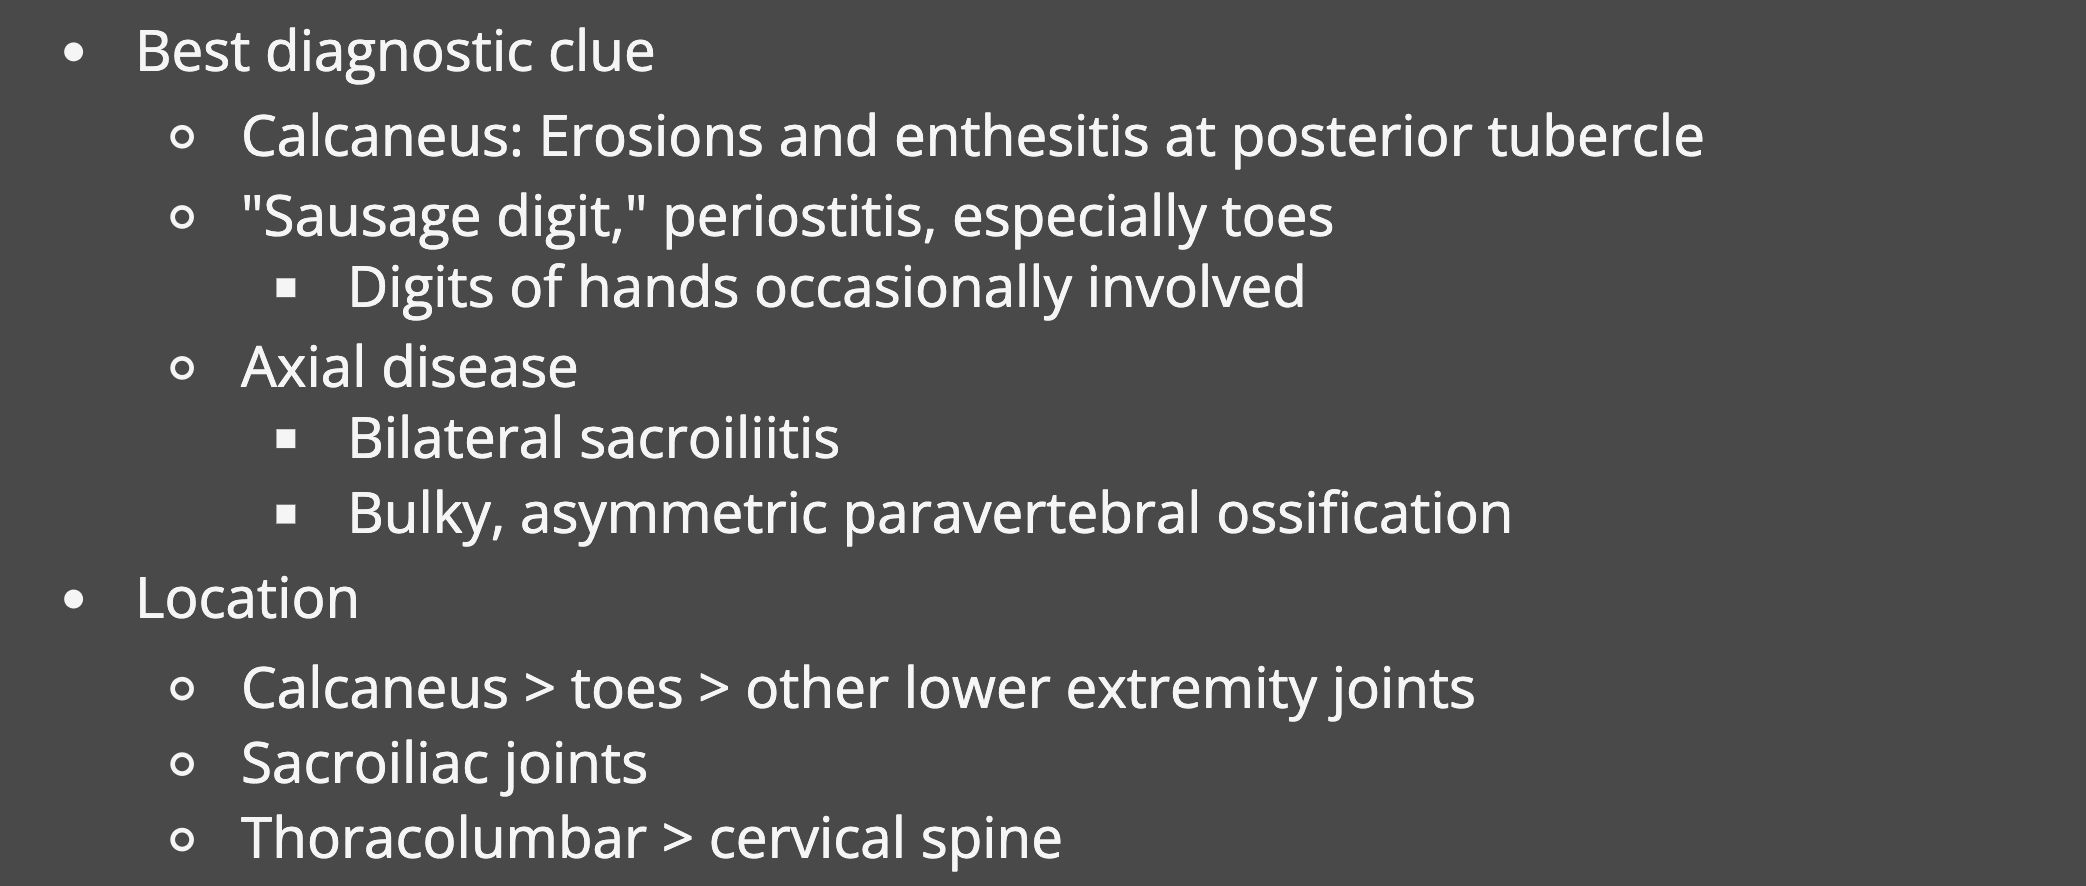 Best diagnostic clue
Calcaneus: Erosions and enthesitis at posterior tubercle
"Sausage digit," periostitis, especially toes
Digits of hands occasionally involved
Axial disease
Bilateral sacroiliitis
Bulky, asymmetric paravertebral ossification
Location
Calcaneus > toes > other lower extremity joints
Sacroiliac joints
Thoracolumbar > cervical spine